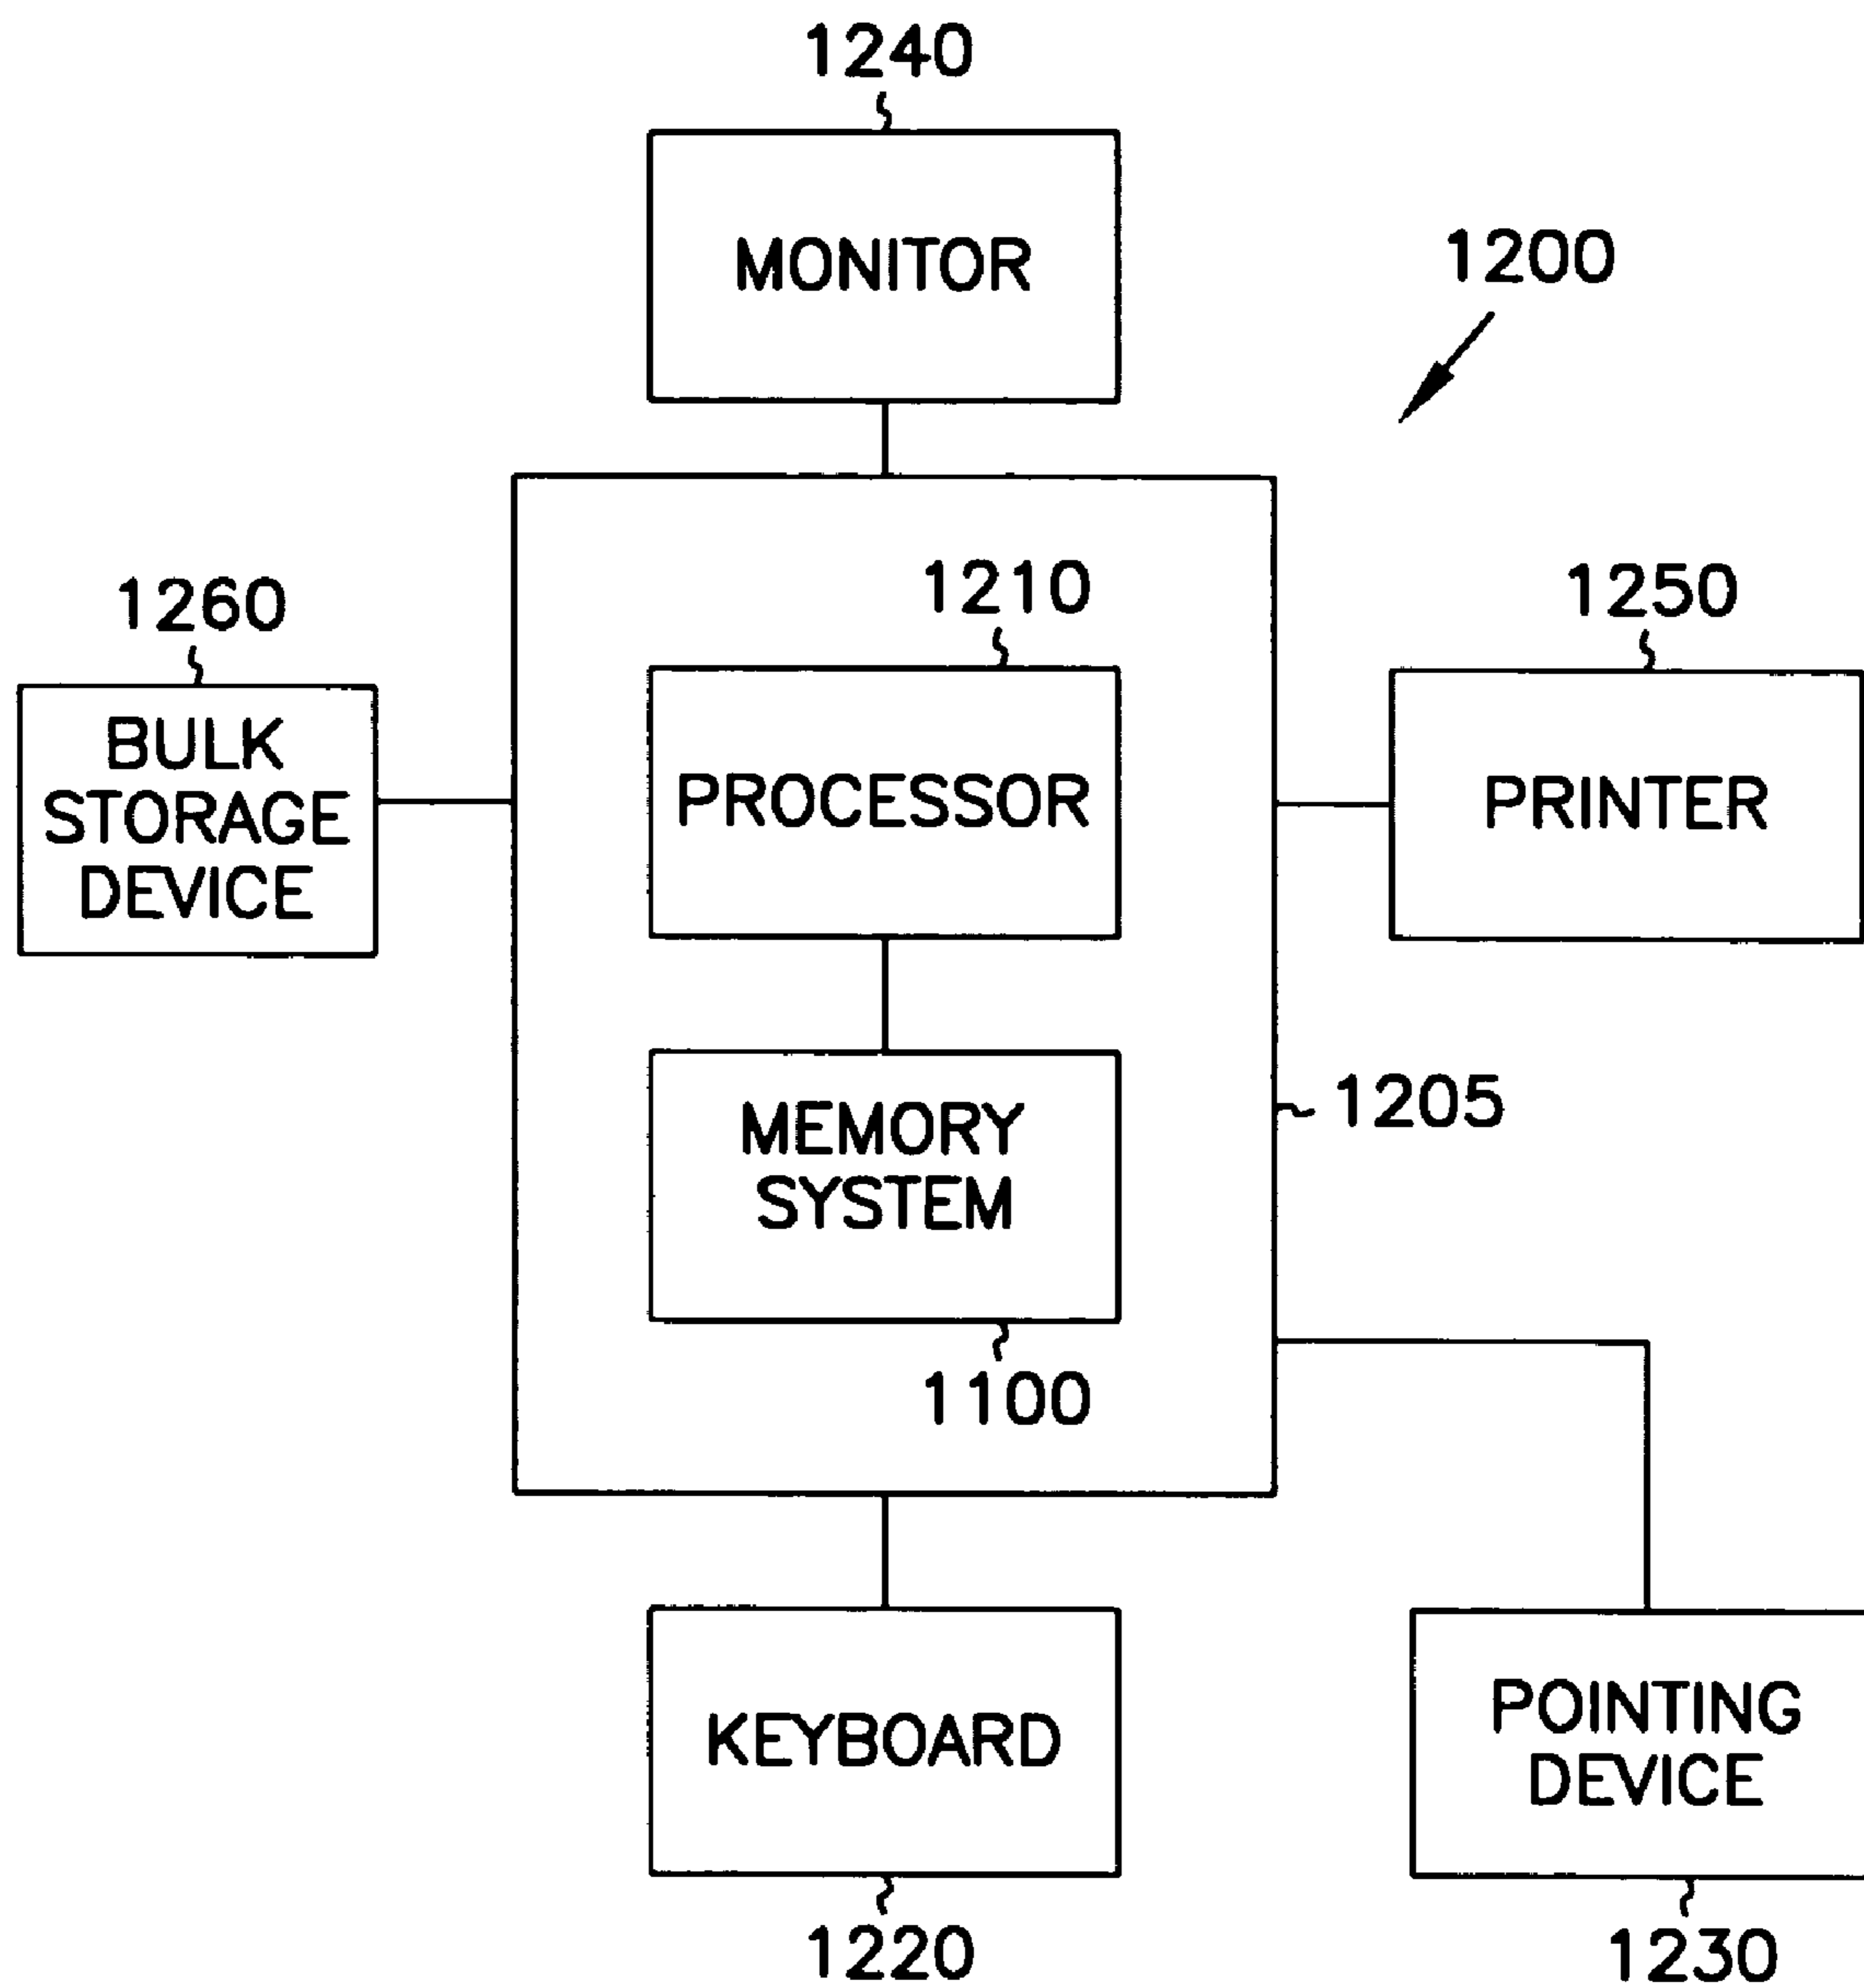 1240
MONITOR
1200
1260
BULK
STORAGE
DEVICE
1210
PROCESSOR
1250
PRINTER
MEMORY
SYSTEM
1205
1100
KEYBOARD
1220
POINTING
DEVICE
1230